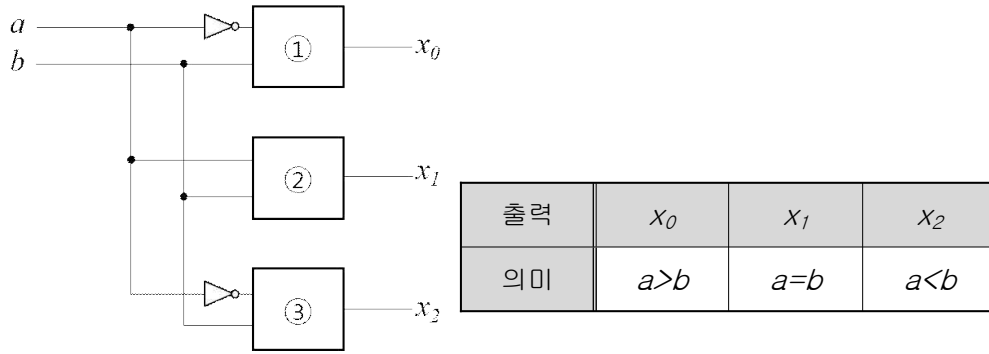 a
b
①
x₀
②
x₁
③
x₂
출력 x₀ x₁ x₂
의미 a>b a=b a<b